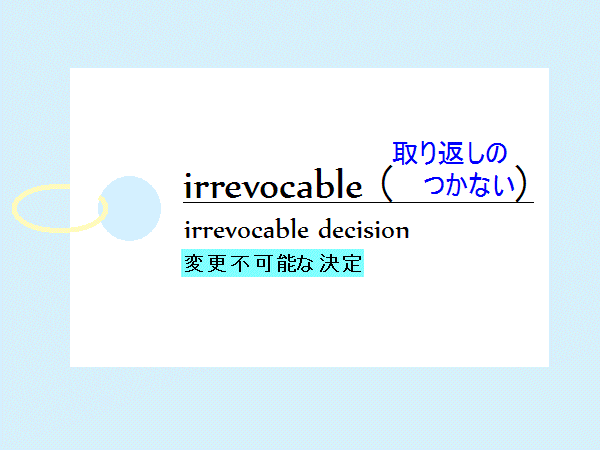 irrevocable (取り返しの
つかない)
irrevocable decision
変更不可能な決定